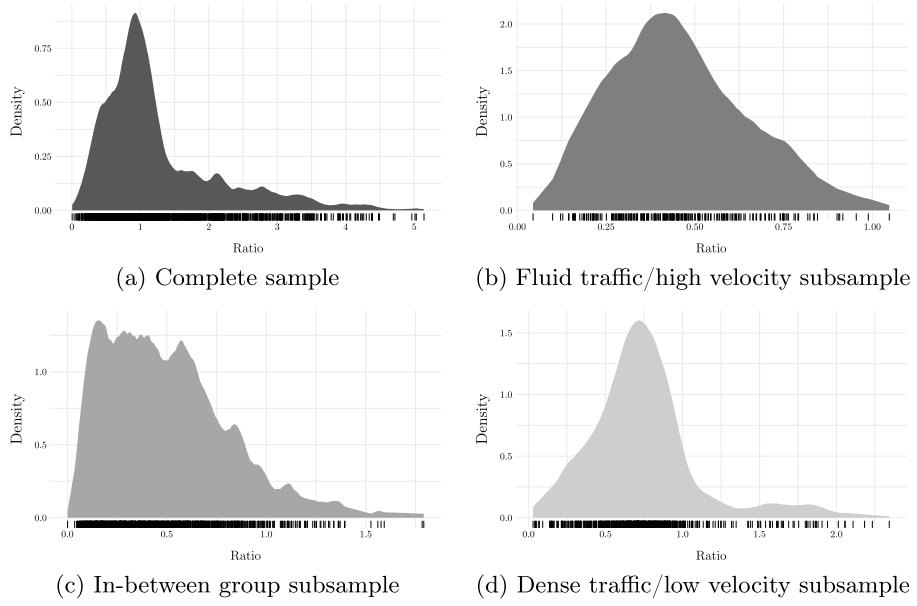 Density
0.75
0.50
0.25
0.00
0 1 2 3 4 5
Ratio
(a) Complete sample
Density
2.0
1.5
1.0
0.5
0.0
0.00 0.25 0.50 0.75 1.00
Ratio
(b) Fluid traffic/high velocity subsample
Density
1.0
0.5
0.0
0.0 0.5 1.0 1.5
Ratio
(c) In-between group subsample
Density
1.5
1.0
0.5
0.0
0.0 0.5 1.0 1.5 2.0
Ratio
(d) Dense traffic/low velocity subsample